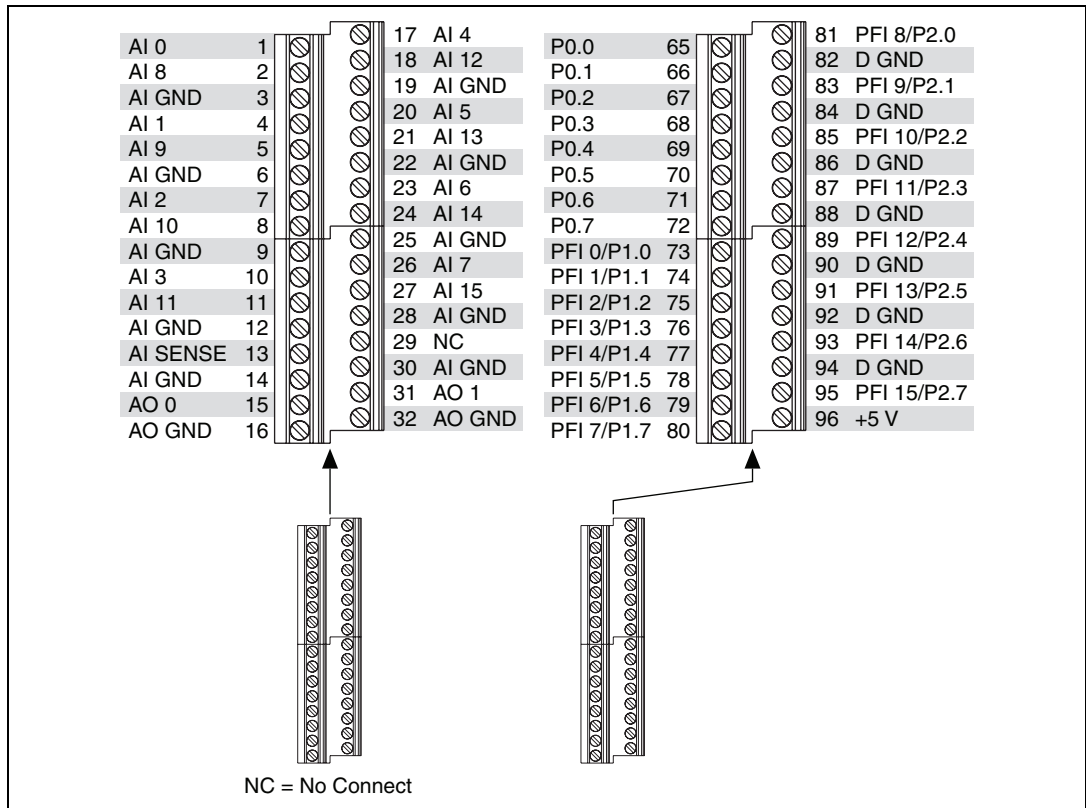 AI 0 1
AI 8 2
AI GND 3
AI 1 4
AI 9 5
AI GND 6
AI 2 7
AI 10 8
AI GND 9
AI 3 10
AI 11 11
AI GND 12
AI SENSE 13
AI GND 14
AO 0 15
AO GND 16
17 AI 4
18 AI 12
19 AI GND
20 AI 5
21 AI 13
22 AI GND
23 AI 6
24 AI 14
25 AI GND
26 AI 7
27 AI 15
28 AI GND
29 NC
30 AI GND
31 AO 1
32 AO GND
P0.0 65
P0.1 66
P0.2 67
P0.3 68
P0.4 69
P0.5 70
P0.6 71
P0.7 72
PFI 0/P1.0 73
PFI 1/P1.1 74
PFI 2/P1.2 75
PFI 3/P1.3 76
PFI 4/P1.4 77
PFI 5/P1.5 78
PFI 6/P1.6 79
PFI 7/P1.7 80
81 PFI 8/P2.0
82 D GND
83 PFI 9/P2.1
84 D GND
85 PFI 10/P2.2
86 D GND
87 PFI 11/P2.3
88 D GND
89 PFI 12/P2.4
90 D GND
91 PFI 13/P2.5
92 D GND
93 PFI 14/P2.6
94 D GND
95 PFI 15/P2.7
96 +5 V
NC = No Connect